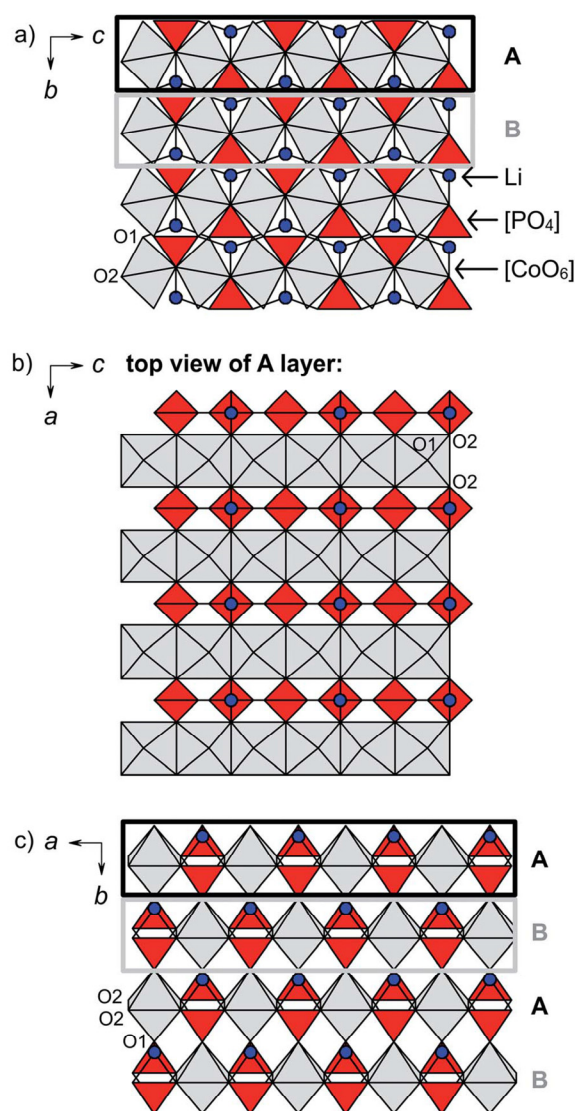 a) c
b
A
B
Li
[PO₄]
[CoO₆]
O1
O2
b) c top view of A layer:
a
O1 O2
O2
c) a
b
A
B
A
B
O2
O2
O1